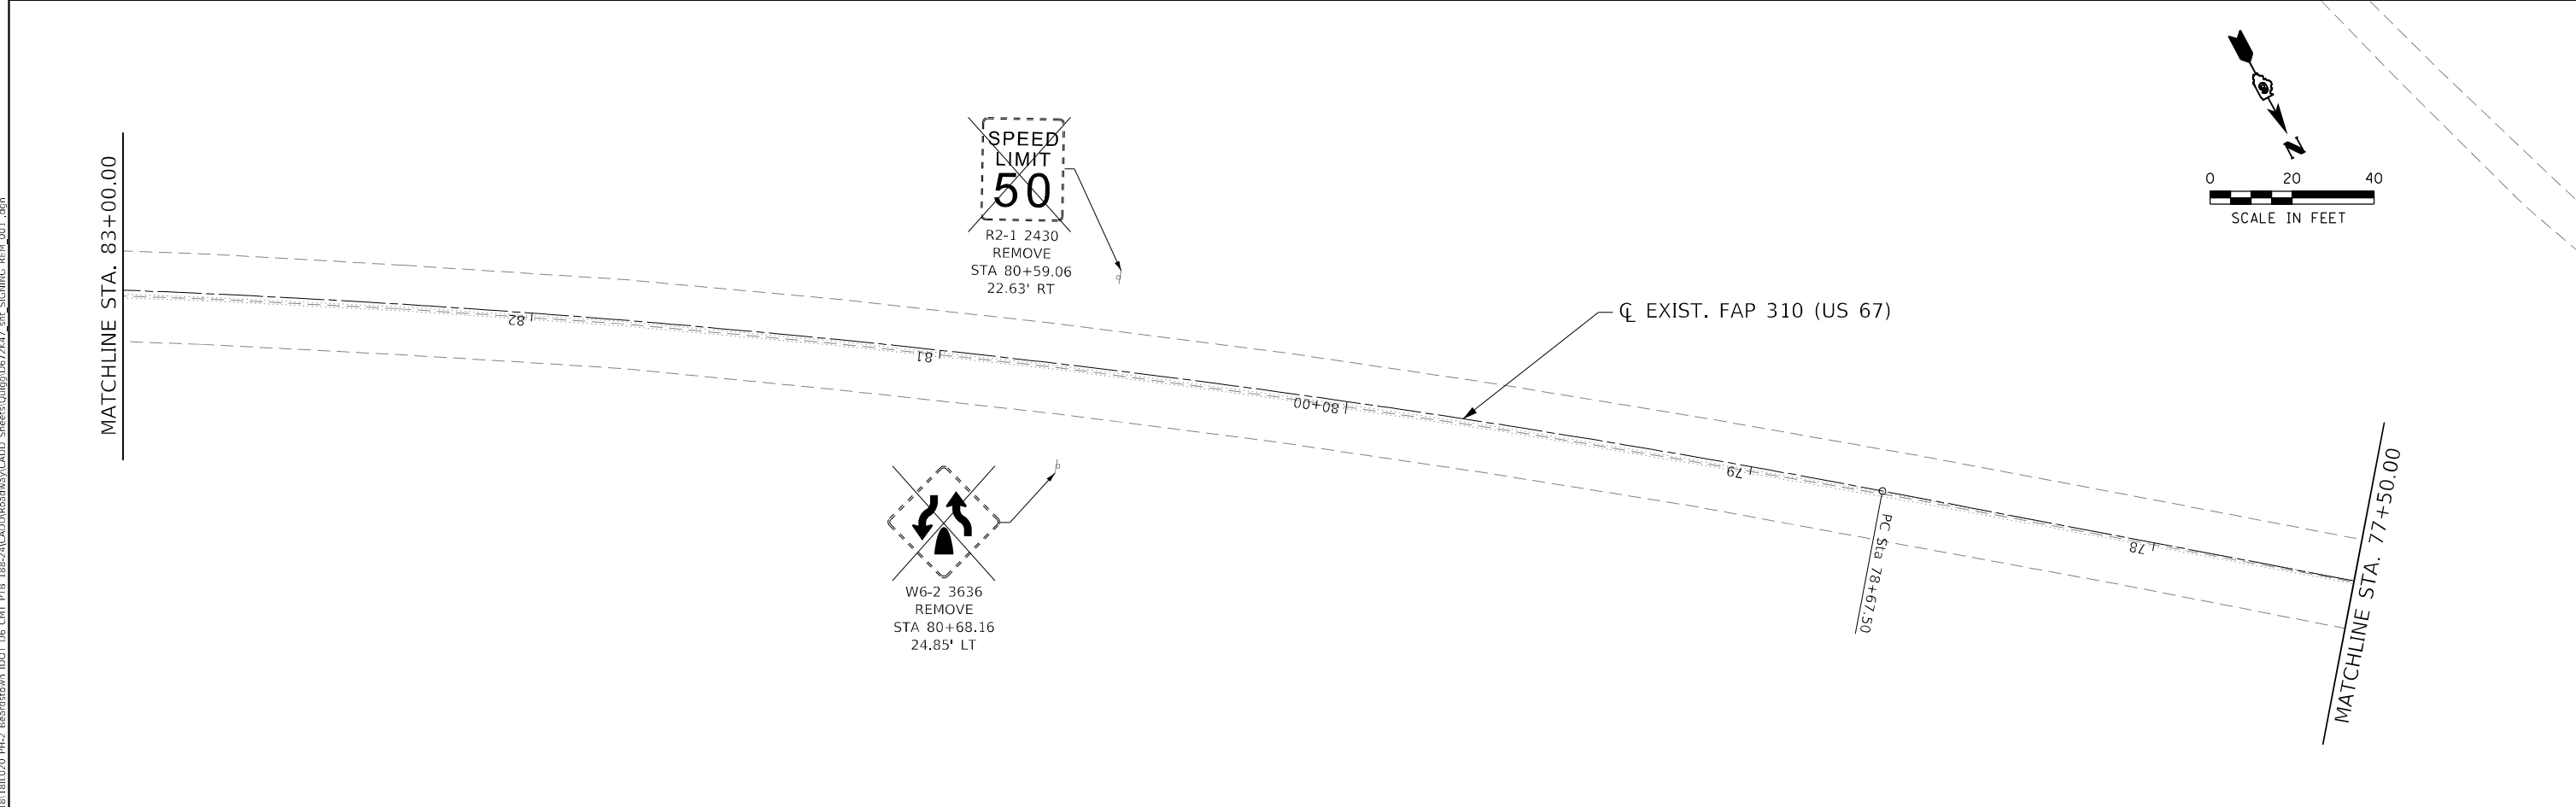 MATCHLINE STA. 83+00.00
SPEED
LIMIT
50
R2-1 2430
REMOVE
STA 80+59.06
22.63' RT
82
81
80+00
79
78
W6-2 3636
REMOVE
STA 80+68.16
24.85' LT
℄ EXIST. FAP 310 (US 67)
PC Sta 78+67.50
MATCHLINE STA. 77+50.00
N
0 20 40
SCALE IN FEET